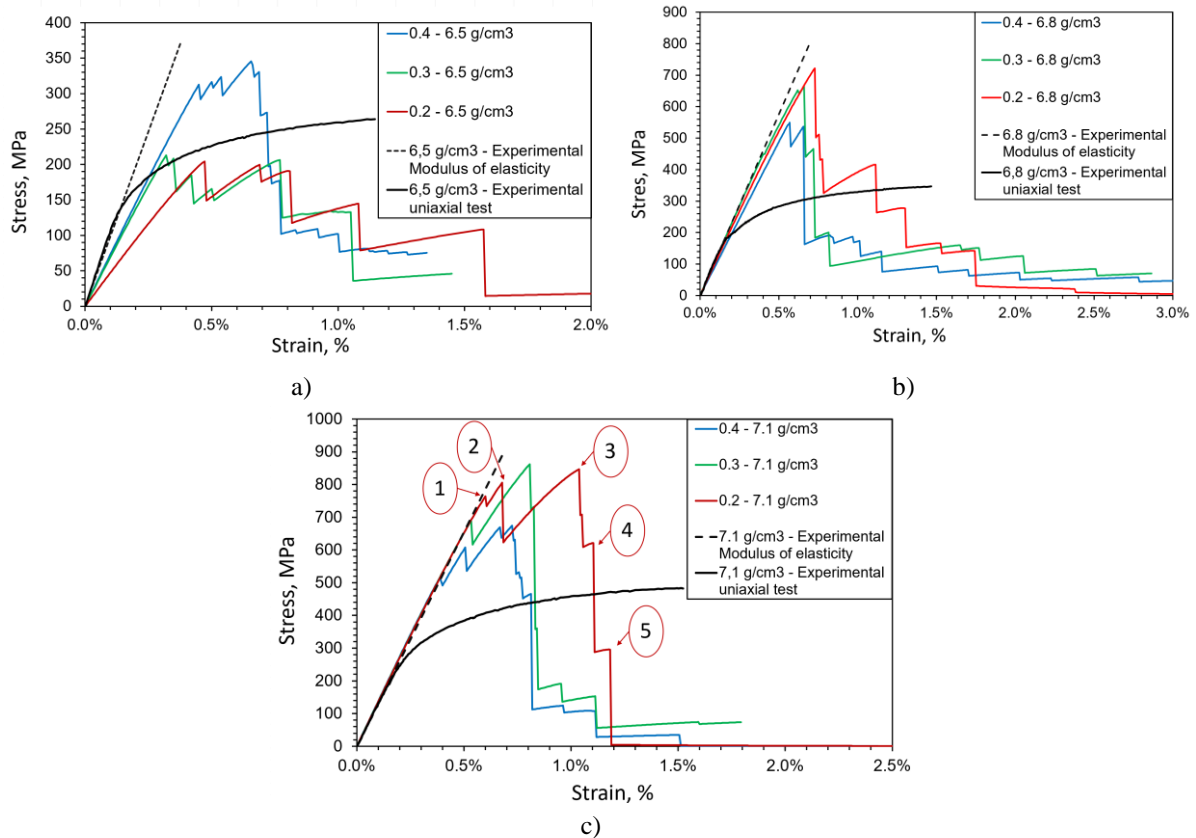 400
350
300
250
200
150
100
50
0
Stress, MPa
0.0%
0.5%
1.0%
1.5%
2.0%
Strain, %
0.4 - 6.5 g/cm3
0.3 - 6.5 g/cm3
0.2 - 6.5 g/cm3
6,5 g/cm3 - Experimental
Modulus of elasticity
6,5 g/cm3 - Experimental
uniaxial test
a)
900
800
700
600
500
400
300
200
100
0
Stres, MPa
0.0%
0.5%
1.0%
1.5%
2.0%
2.5%
3.0%
Strain, %
0.4 - 6.8 g/cm3
0.3 - 6.8 g/cm3
0.2 - 6.8 g/cm3
6.8 g/cm3 - Experimental
Modulus of elasticity
6,8 g/cm3 - Experimental
uniaxial test
b)
1000
900
800
700
600
500
400
300
200
100
0
Stress, MPa
0.0%
0.5%
1.0%
1.5%
2.0%
2.5%
Strain, %
1
2
3
4
5
0.4 - 7.1 g/cm3
0.3 - 7.1 g/cm3
0.2 - 7.1 g/cm3
7.1 g/cm3 - Experimental
Modulus of elasticity
7,1 g/cm3 - Experimental
uniaxial test
c)